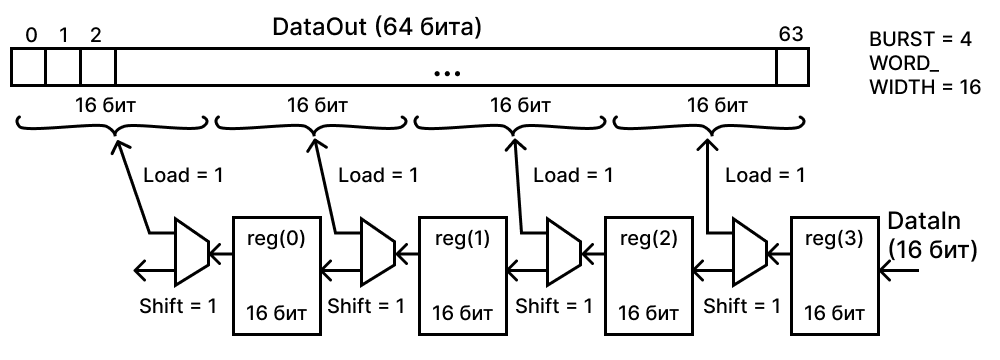 DataOut (64 бита)
0 1 2 63
...
BURST = 4
WORD_
WIDTH = 16
16 бит 16 бит 16 бит 16 бит
Load = 1 Load = 1 Load = 1 Load = 1
reg(0) reg(1) reg(2) reg(3)
DataIn
(16 бит)
Shift = 1 Shift = 1 Shift = 1 Shift = 1
16 бит 16 бит 16 бит 16 бит